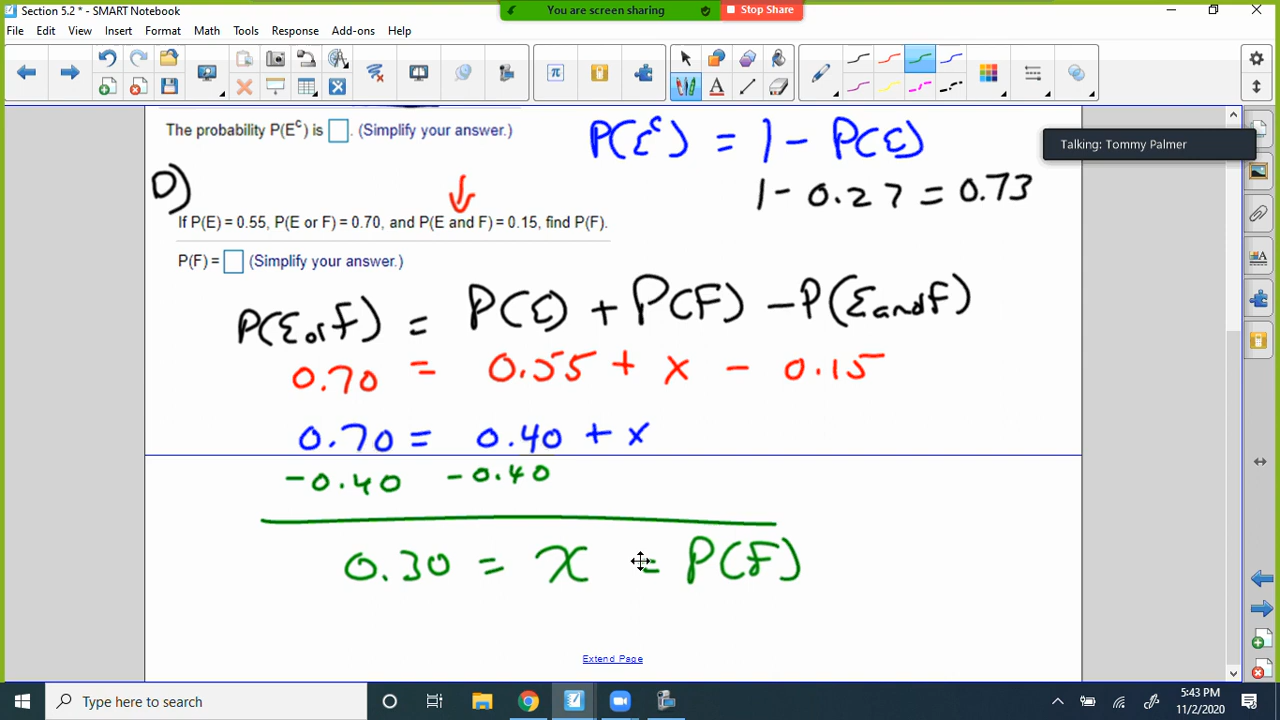 Section 5.2 * - SMART Notebook
You are screen sharing
Stop Share
File Edit View Insert Format Math Tools Response Add-ons Help
Talking: Tommy Palmer
The probability P(Eᶜ) is (Simplify your answer.)
P(Eᶜ) = 1 - P(E)
1 - 0.27 = 0.73
D)
If P(E) = 0.55, P(E or F) = 0.70, and P(E and F) = 0.15, find P(F).
P(F) = (Simplify your answer.)
P(E or F) = P(E) + P(F) - P(E and F)
0.70 = 0.55 + x - 0.15
0.70 = 0.40 + x
-0.40 -0.40
0.30 = x = P(F)
Extend Page
Type here to search
5:43 PM
11/2/2020